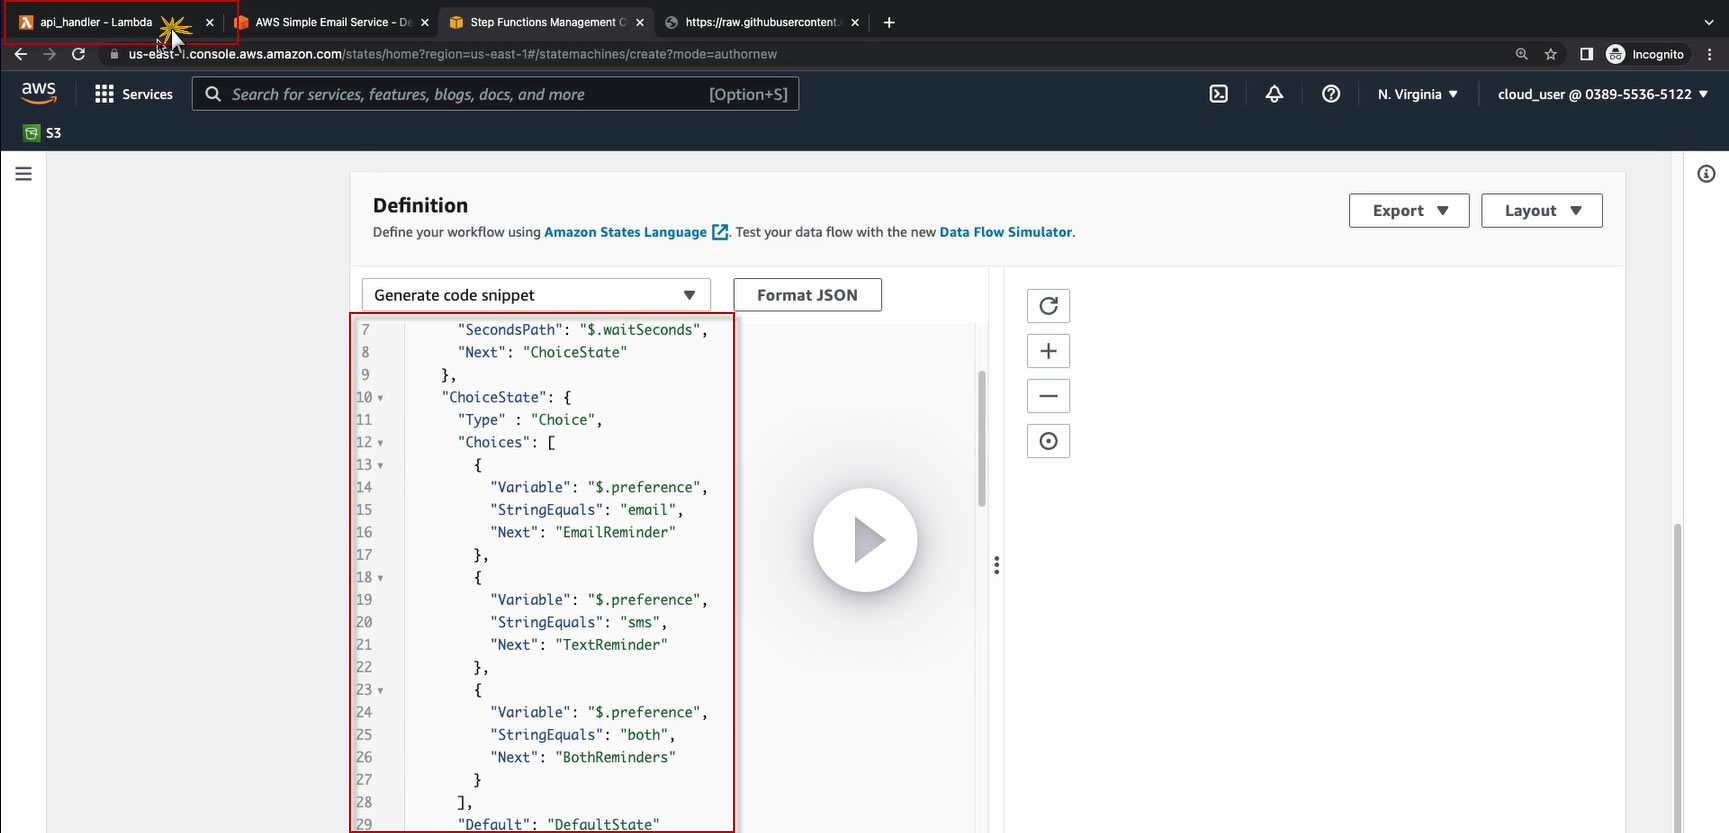 api_handler - Lambda
AWS Simple Email Service - De
Step Functions Management C
https://raw.githubusercontent.
us-east-1.console.aws.amazon.com/states/home?region=us-east-1#/statemachines/create?mode=authornew
Incognito
aws
Services
Search for services, features, blogs, docs, and more
[Option+S]
N. Virginia
cloud_user @ 0389-5536-5122
S3
Definition
Define your workflow using Amazon States Language. Test your data flow with the new Data Flow Simulator.
Export
Layout
Generate code snippet
Format JSON
7 "SecondsPath": "$.waitSeconds",
8 "Next": "ChoiceState"
9 },
10 "ChoiceState": {
11 "Type" : "Choice",
12 "Choices": [
13 {
14 "Variable": "$.preference",
15 "StringEquals": "email",
16 "Next": "EmailReminder"
17 },
18 {
19 "Variable": "$.preference",
20 "StringEquals": "sms",
21 "Next": "TextReminder"
22 },
23 {
24 "Variable": "$.preference",
25 "StringEquals": "both",
26 "Next": "BothReminders"
27 }
28 ],
29 "Default": "DefaultState"